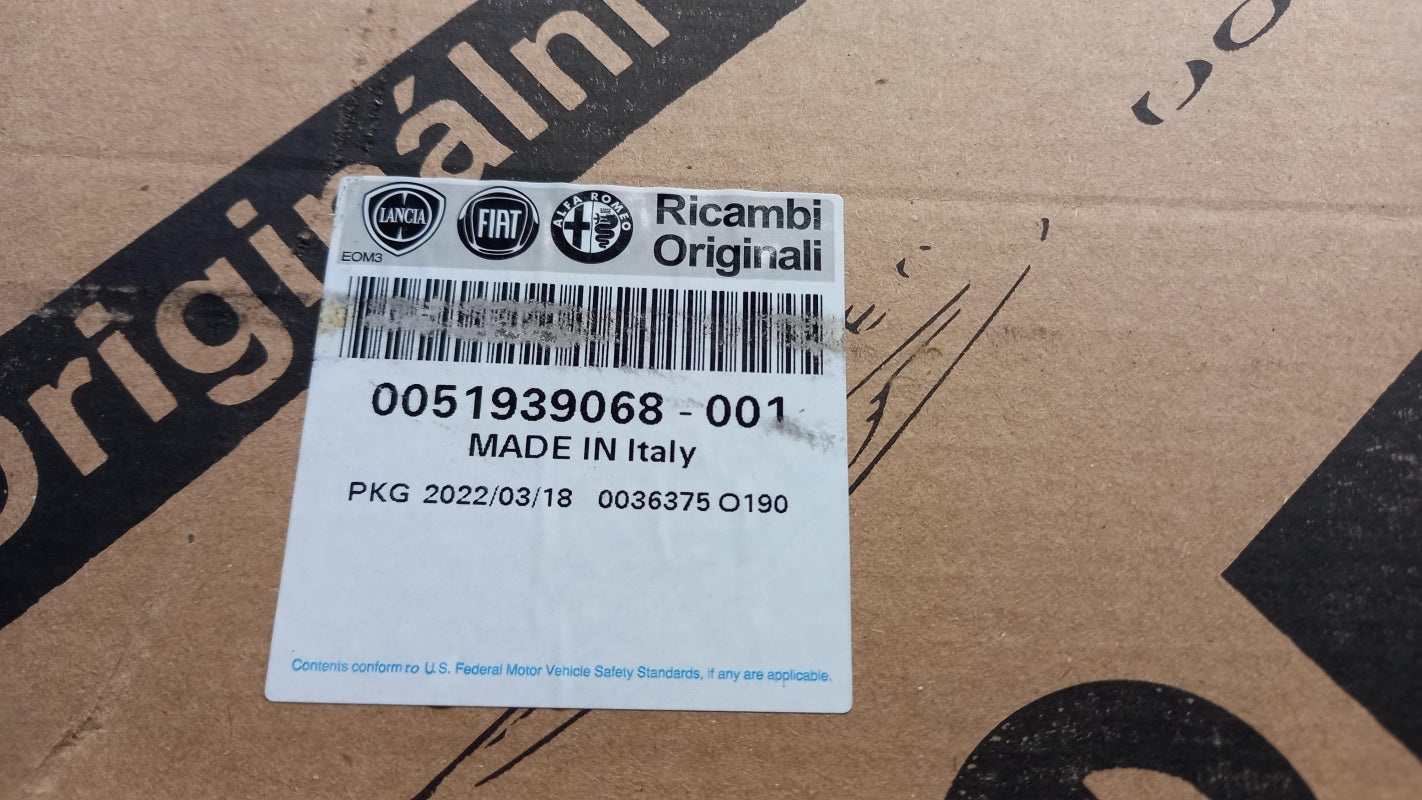 Originální
LANCIA
FIAT
ALFA ROMEO
Ricambi
Originali
EOM3
0051939068 - 001
MADE IN Italy
PKG 2022/03/18 0036375 O190
Contents conform to U.S. Federal Motor Vehicle Safety Standards, if any are applicable.